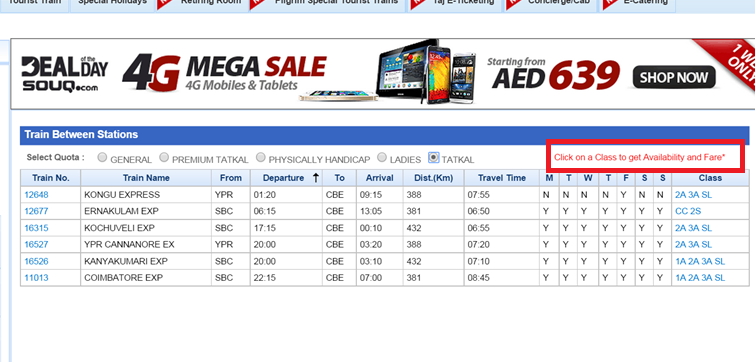 Tourist Train Special Holidays Retiring Room Pilgrim Special Tourist Trains Taj E-Ticketing Concierge/Cab E-Catering
DEAL OF THE DAY
SOUQ.com
4G MEGA SALE
4G Mobiles & Tablets
Starting from
AED 639
SHOP NOW
ONLY
Train Between Stations
Select Quota : GENERAL PREMIUM TATKAL PHYSICALLY HANDICAP LADIES TATKAL Click on a Class to get Availability and Fare*
Train No. Train Name From Departure ↑ To Arrival Dist.(Km) Travel Time M T W T F S S Class
12648 KONGU EXPRESS YPR 01:20 CBE 09:15 388 07:55 N N N N Y N N 2A 3A SL
12677 ERNAKULAM EXP SBC 06:15 CBE 13:05 381 06:50 Y Y Y Y Y Y Y CC 2S
16315 KOCHUVELI EXP SBC 17:15 CBE 00:10 432 06:55 Y Y Y Y Y Y Y 2A 3A SL
16527 YPR CANNANORE EX YPR 20:00 CBE 03:20 388 07:20 Y Y Y Y Y Y Y 2A 3A SL
16526 KANYAKUMARI EXP SBC 20:00 CBE 03:10 432 07:10 Y Y Y Y Y Y Y 1A 2A 3A SL
11013 COIMBATORE EXP SBC 22:15 CBE 07:00 381 08:45 Y Y Y Y Y Y Y 1A 2A 3A SL